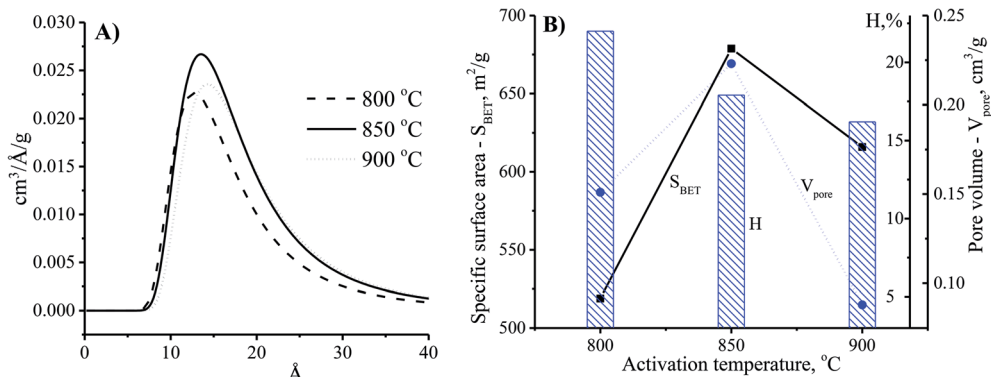 A)
cm³/Å/g
0.030
0.025
0.020
0.015
0.010
0.005
0.000
0
10
20
30
40
Å
800 °C
850 °C
900 °C
B)
Specific surface area - S_BET, m²/g
700
650
600
575
550
525
500
H,%
20
15
10
5
0.25
0.20
0.15
0.10
Pore volume - V_pore, cm³/g
S_BET
H
V_pore
800
850
900
Activation temperature, °C